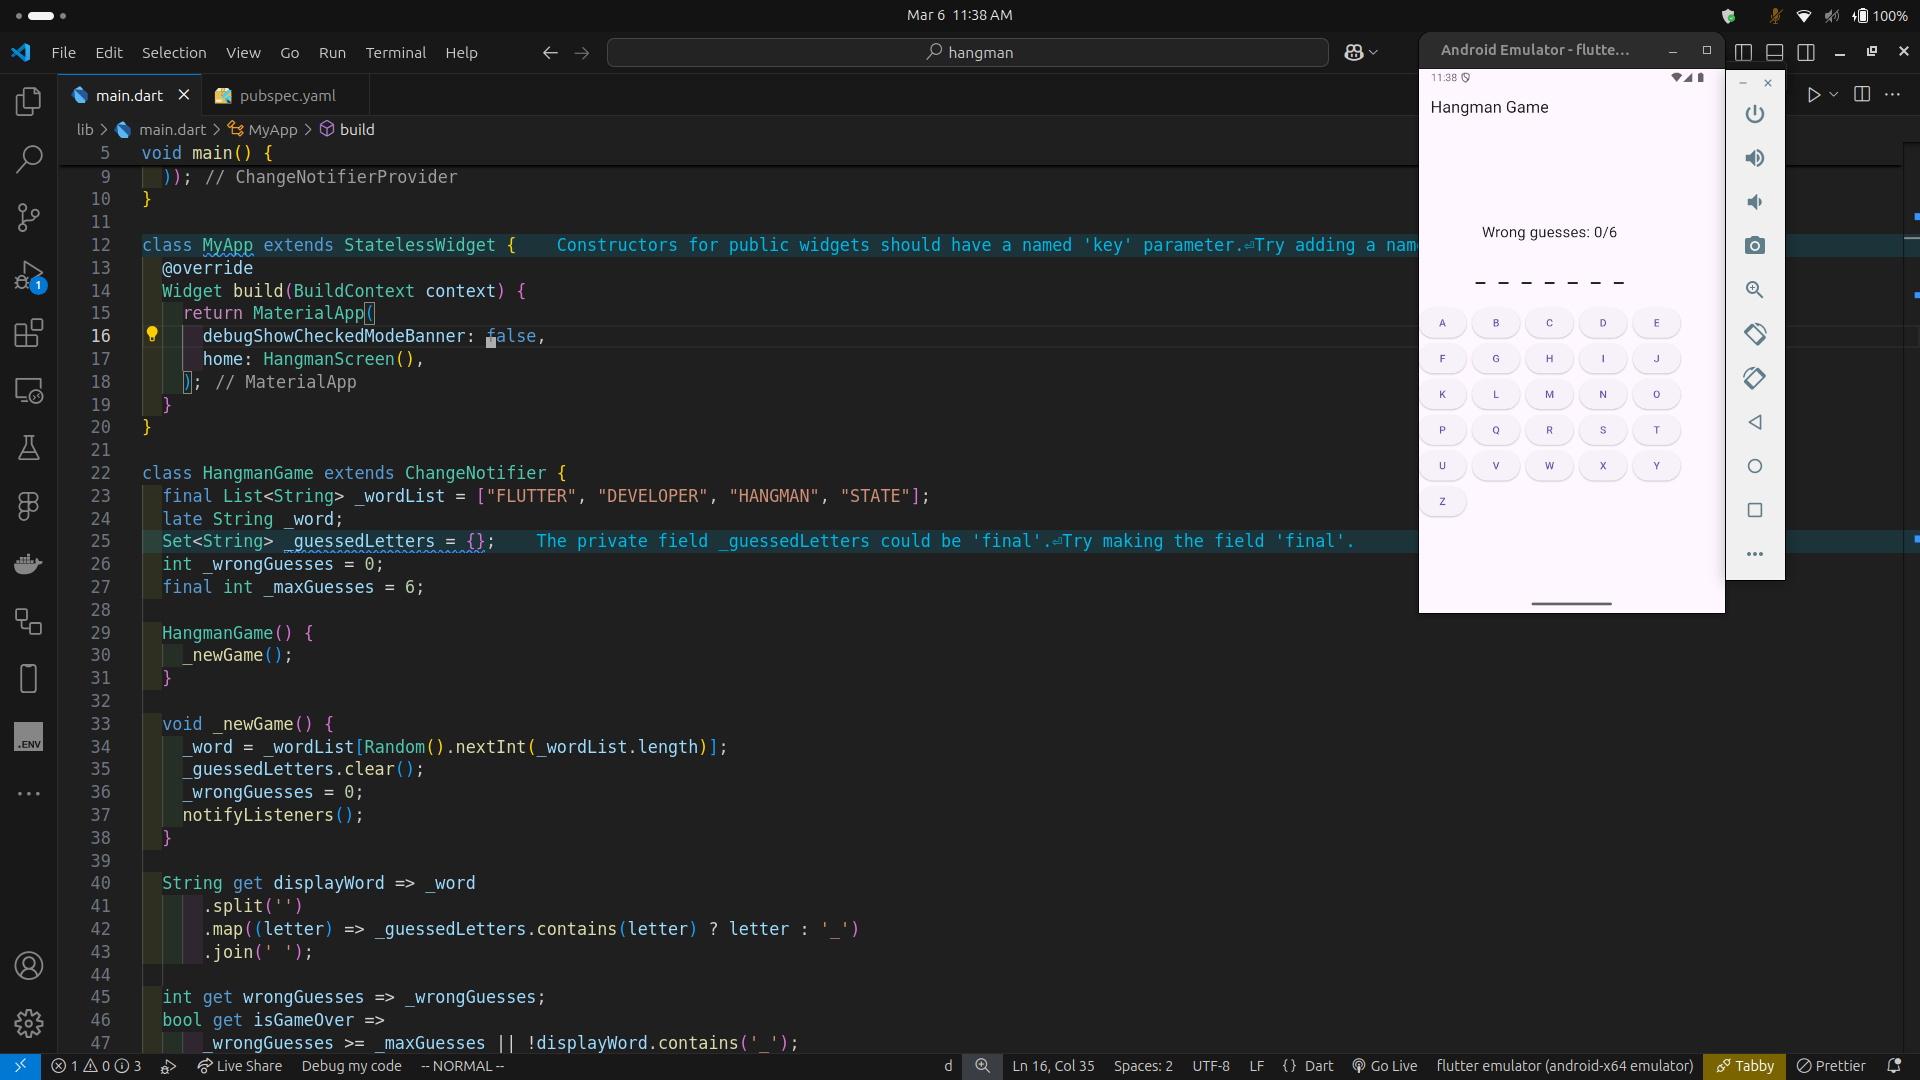 Mar 6 11:38 AM
100%
File Edit Selection View Go Run Terminal Help
hangman
main.dart
pubspec.yaml
lib > main.dart > MyApp > build
5 void main() {
9 )); // ChangeNotifierProvider
10 }
11
12 class MyApp extends StatelessWidget { Constructors for public widgets should have a named 'key' parameter.⏎Try adding a nam
13 @override
14 Widget build(BuildContext context) {
15 return MaterialApp(
16 debugShowCheckedModeBanner: false,
17 home: HangmanScreen(),
18 ); // MaterialApp
19 }
20 }
21
22 class HangmanGame extends ChangeNotifier {
23 final List<String> _wordList = ["FLUTTER", "DEVELOPER", "HANGMAN", "STATE"];
24 late String _word;
25 Set<String> _guessedLetters = {}; The private field _guessedLetters could be 'final'.⏎Try making the field 'final'.
26 int _wrongGuesses = 0;
27 final int _maxGuesses = 6;
28
29 HangmanGame() {
30 _newGame();
31 }
32
33 void _newGame() {
34 _word = _wordList[Random().nextInt(_wordList.length)];
35 _guessedLetters.clear();
36 _wrongGuesses = 0;
37 notifyListeners();
38 }
39
40 String get displayWord => _word
41 .split('')
42 .map((letter) => _guessedLetters.contains(letter) ? letter : '_')
43 .join(' ');
44
45 int get wrongGuesses => _wrongGuesses;
46 bool get isGameOver =>
47 _wrongGuesses >= _maxGuesses || !displayWord.contains('_');
Android Emulator - flutte...
11:38
Hangman Game
Wrong guesses: 0/6
_ _ _ _ _ _ _
A B C D E
F G H I J
K L M N O
P Q R S T
U V W X Y
Z
1
.ENV
1 0 3
Live Share
Debug my code
-- NORMAL --
d
Ln 16, Col 35
Spaces: 2
UTF-8
LF
{} Dart
Go Live
flutter emulator (android-x64 emulator)
Tabby
Prettier